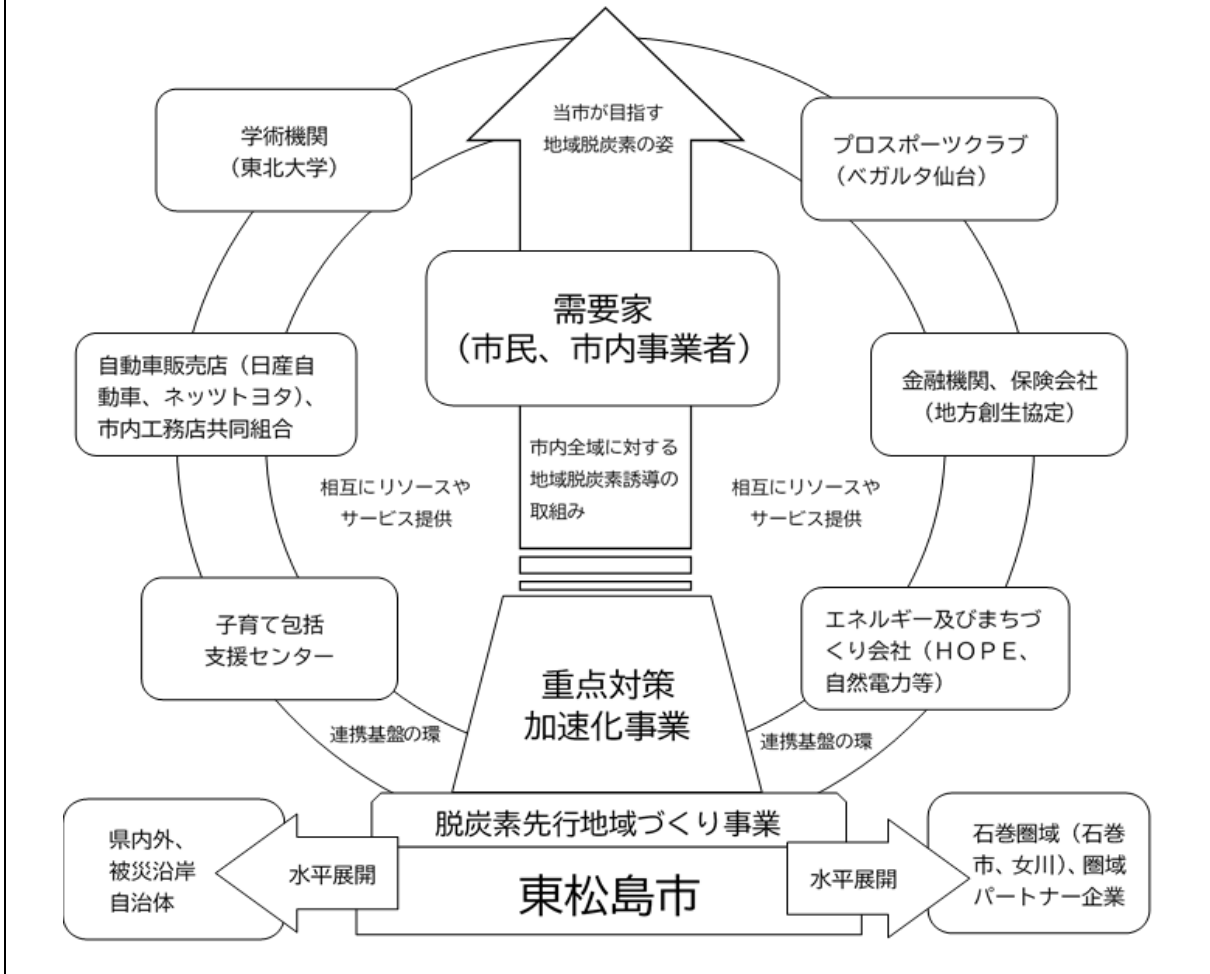 当市が目指す
地域脱炭素の姿
学術機関
（東北大学）
プロスポーツクラブ
（ベガルタ仙台）
需要家
（市民、市内事業者）
自動車販売店（日産自
動車、ネッツトヨタ）、
市内工務店共同組合
金融機関、保険会社
（地方創生協定）
市内全域に対する
地域脱炭素誘導の
取組み
相互にリソースや
サービス提供
相互にリソースや
サービス提供
子育て包括
支援センター
エネルギー及びまちづ
くり会社（ＨＯＰＥ、
自然電力等）
重点対策
加速化事業
連携基盤の環
連携基盤の環
脱炭素先行地域づくり事業
東松島市
県内外、
被災沿岸
自治体
水平展開
水平展開
石巻圏域（石巻
市、女川）、圏域
パートナー企業